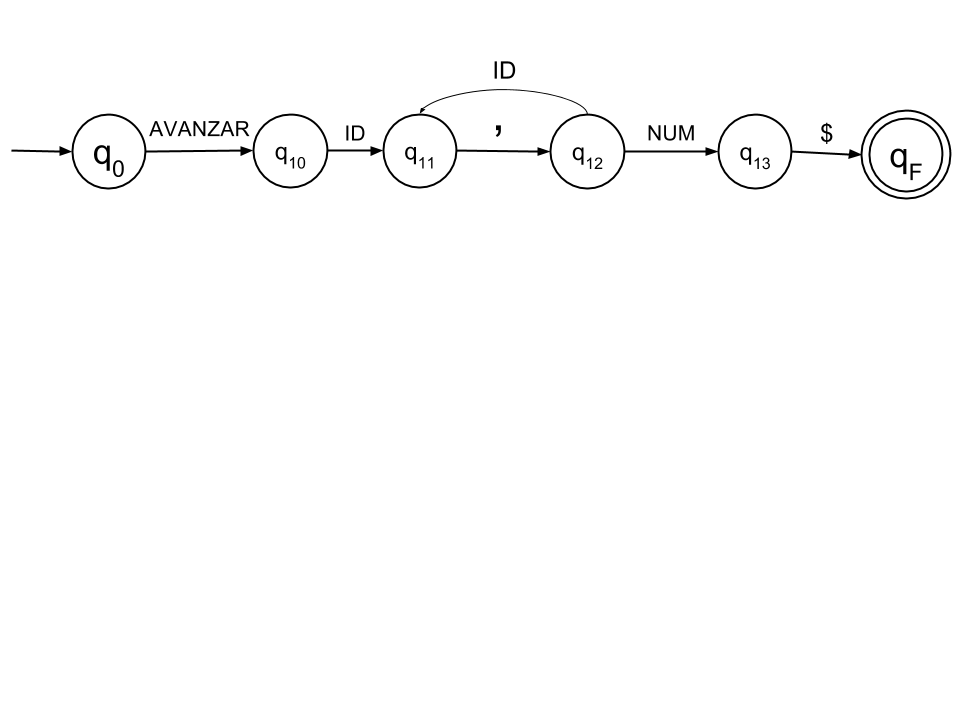 ID
AVANZAR ID , NUM $
q0 q10 q11 q12 q13 qF